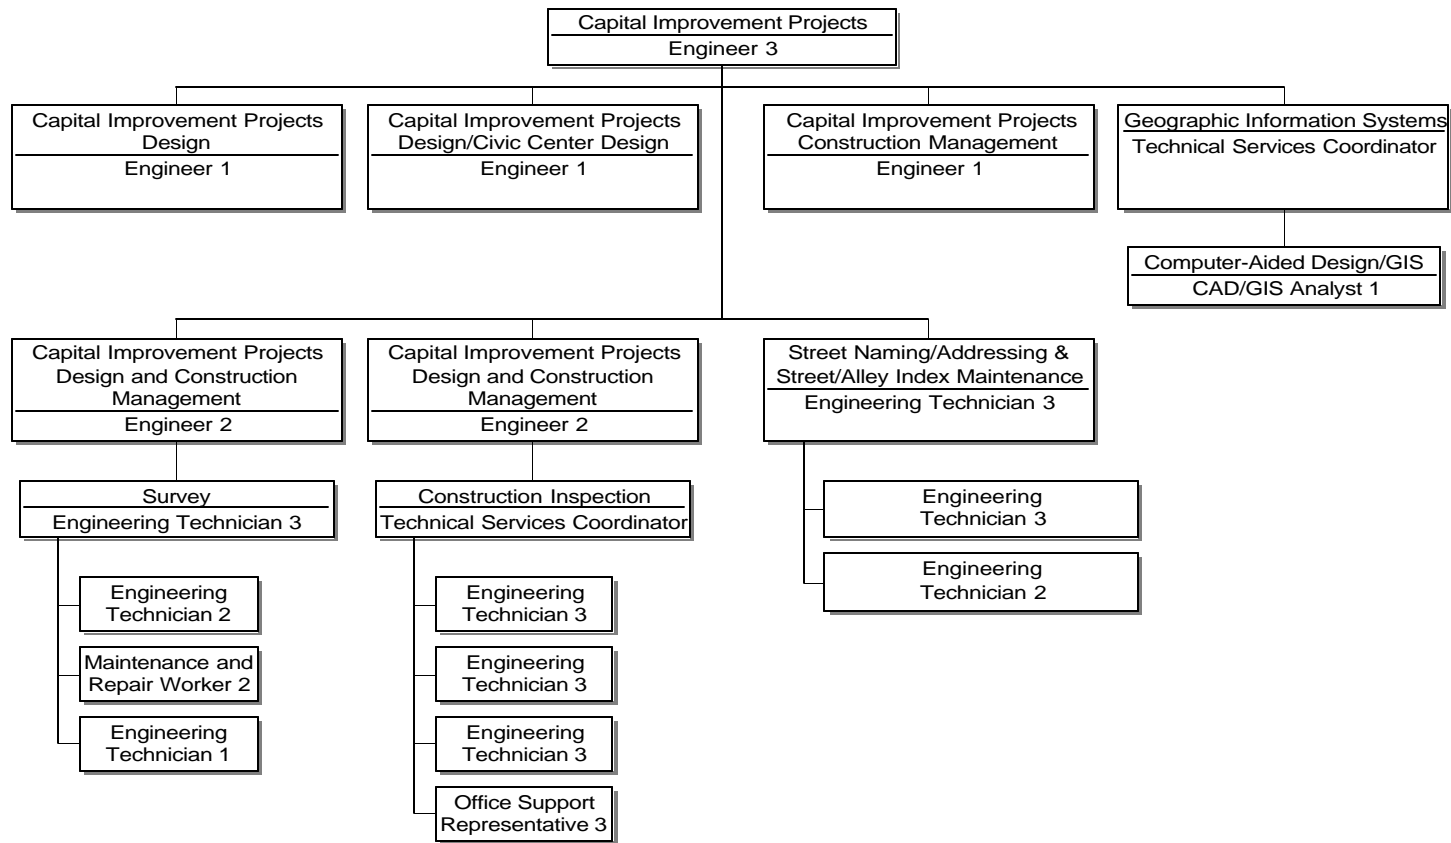 Capital Improvement Projects
Engineer 3
Capital Improvement Projects
Design
Engineer 1
Capital Improvement Projects
Design/Civic Center Design
Engineer 1
Capital Improvement Projects
Construction Management
Engineer 1
Geographic Information Systems
Technical Services Coordinator
Computer-Aided Design/GIS
CAD/GIS Analyst 1
Capital Improvement Projects
Design and Construction
Management
Engineer 2
Capital Improvement Projects
Design and Construction
Management
Engineer 2
Street Naming/Addressing &
Street/Alley Index Maintenance
Engineering Technician 3
Survey
Engineering Technician 3
Engineering
Technician 2
Maintenance and
Repair Worker 2
Engineering
Technician 1
Construction Inspection
Technical Services Coordinator
Engineering
Technician 3
Engineering
Technician 3
Engineering
Technician 3
Office Support
Representative 3
Engineering
Technician 3
Engineering
Technician 2